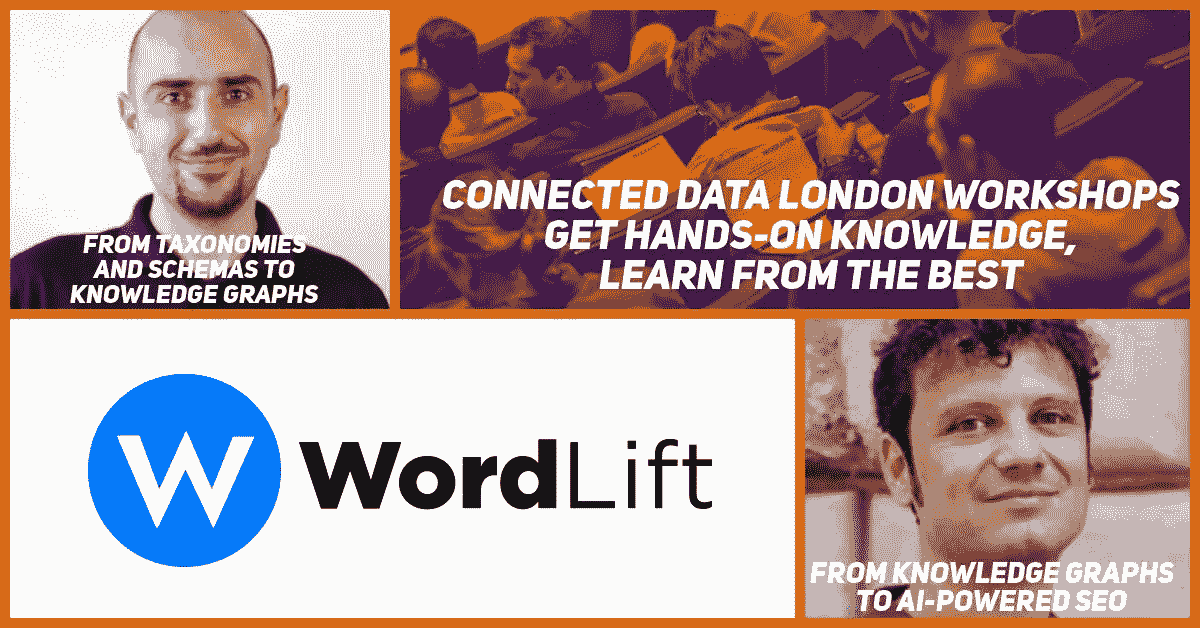 FROM TAXONOMIES
AND SCHEMAS TO
KNOWLEDGE GRAPHS
CONNECTED DATA LONDON WORKSHOPS
GET HANDS-ON KNOWLEDGE,
LEARN FROM THE BEST
W WordLift
FROM KNOWLEDGE GRAPHS
TO AI-POWERED SEO